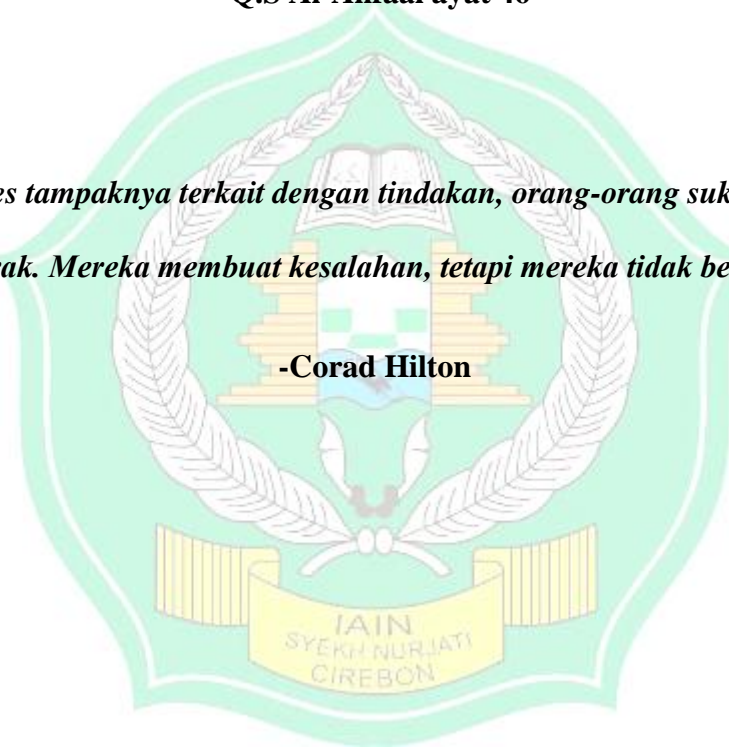 Q.S Al-Anfaal ayat
es tampaknya terkait dengan tindakan, orang-orang suk
ak. Mereka membuat kesalahan, tetapi mereka tidak be
-Corad Hilton
IAIN
SYEKH NURJATI
CIREBON